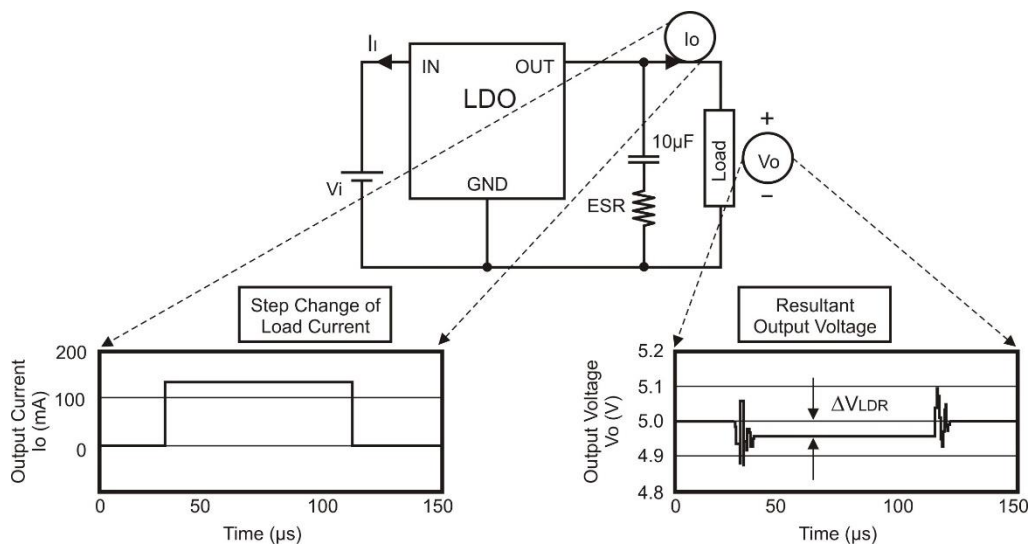 Io
II
IN
OUT
LDO
10µF
+
Vi
Load
Vo
GND
ESR
−
Step Change of
Load Current
Resultant
Output Voltage
Output Current
Io (mA)
200
100
0
0
50
100
150
Time (µs)
Output Voltage
Vo (V)
5.2
5.1
5.0
4.9
4.8
ΔVLDR
0
50
100
150
Time (µs)